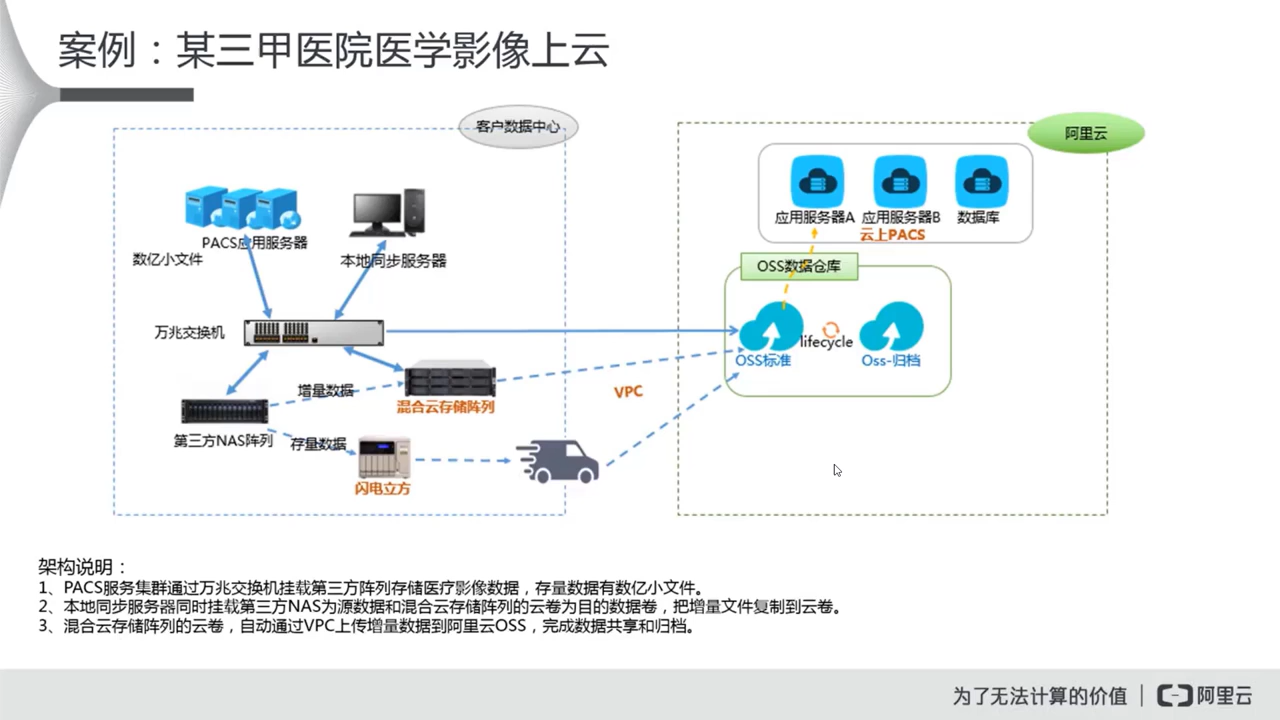 案例：某三甲医院医学影像上云
客户数据中心
阿里云
PACS应用服务器
数亿小文件
本地同步服务器
应用服务器A
应用服务器B
数据库
云上PACS
OSS数据仓库
万兆交换机
lifecycle
OSS标准
Oss-归档
增量数据
混合云存储阵列
VPC
第三方NAS阵列
存量数据
闪电立方
架构说明：
1、PACS服务集群通过万兆交换机挂载第三方阵列存储医疗影像数据，存量数据有数亿小文件。
2、本地同步服务器同时挂载第三方NAS为源数据和混合云存储阵列的云卷为目的数据卷，把增量文件复制到云卷。
3、混合云存储阵列的云卷，自动通过VPC上传增量数据到阿里云OSS，完成数据共享和归档。
为了无法计算的价值 | 阿里云